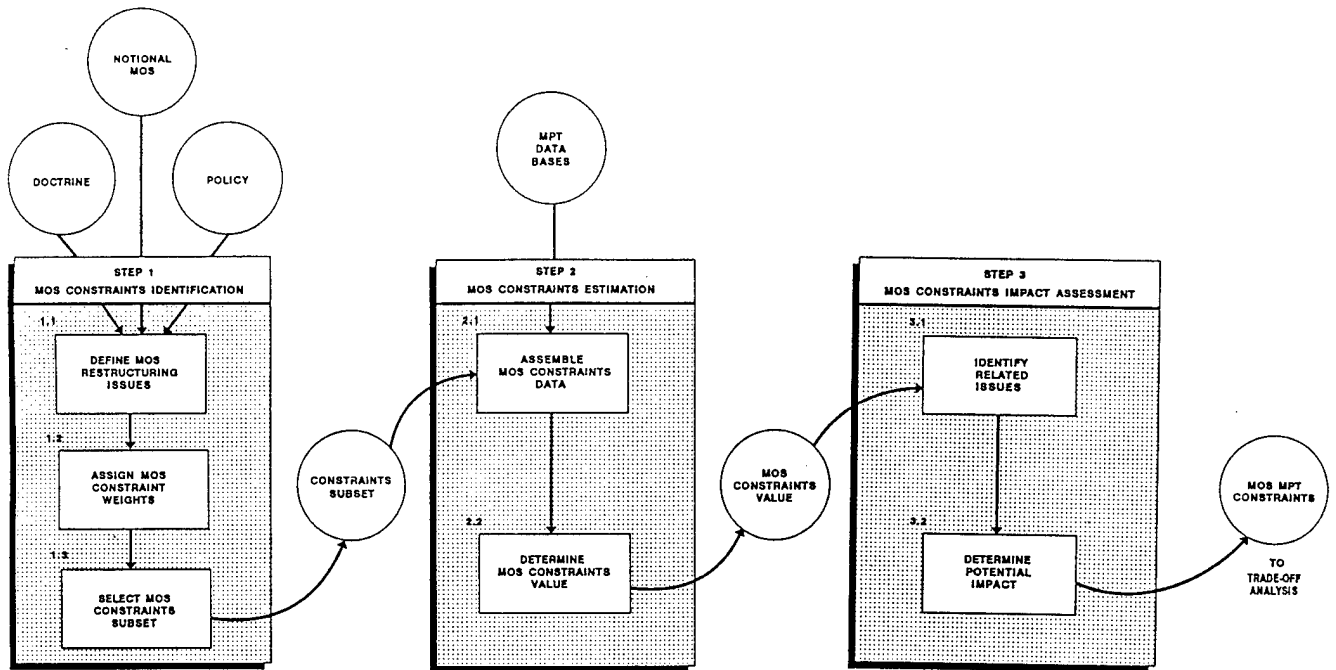 NOTIONAL
MOS
DOCTRINE
POLICY
STEP 1
MOS CONSTRAINTS IDENTIFICATION
1.1
DEFINE MOS
RESTRUCTURING
ISSUES
1.2
ASSIGN MOS
CONSTRAINT
WEIGHTS
1.3
SELECT MOS
CONSTRAINTS
SUBSET
CONSTRAINTS
SUBSET
MPT
DATA
BASES
STEP 2
MOS CONSTRAINTS ESTIMATION
2.1
ASSEMBLE
MOS CONSTRAINTS
DATA
2.2
DETERMINE
MOS CONSTRAINTS
VALUE
MOS
CONSTRAINTS
VALUE
STEP 3
MOS CONSTRAINTS IMPACT ASSESSMENT
3.1
IDENTIFY
RELATED
ISSUES
3.2
DETERMINE
POTENTIAL
IMPACT
MOS MPT
CONSTRAINTS
TO
TRADE-OFF
ANALYSIS